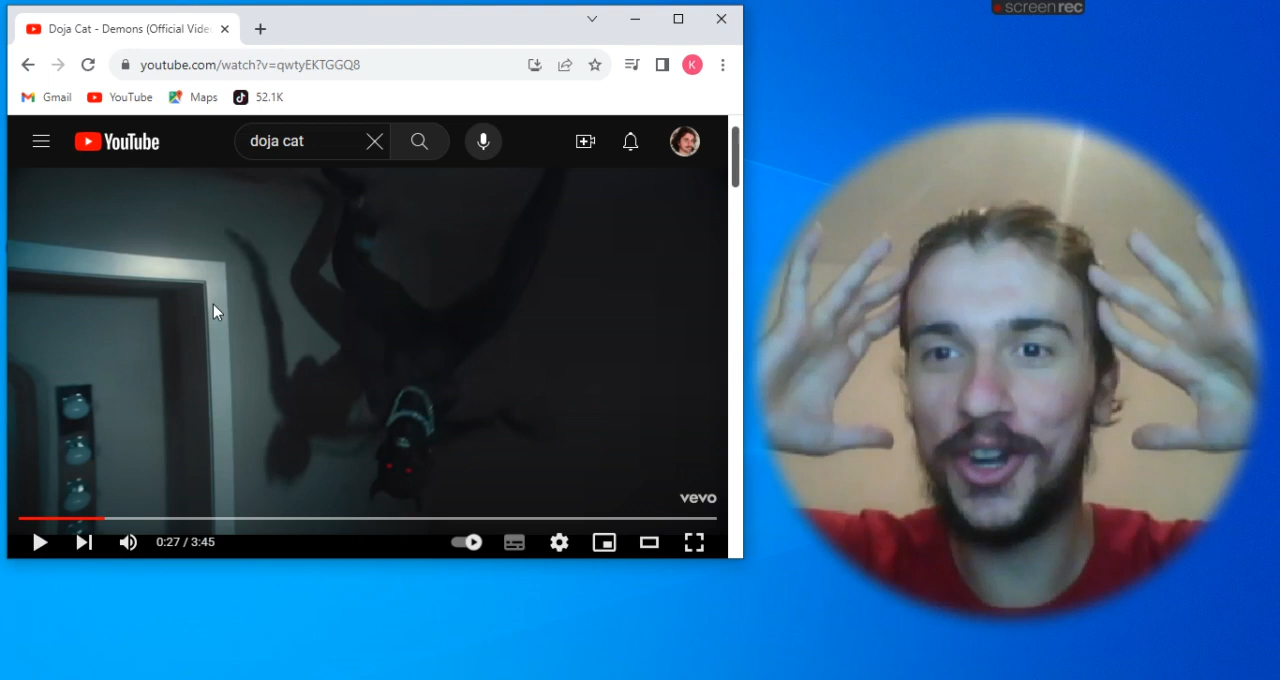 screenrec
Doja Cat - Demons (Official Vide
youtube.com/watch?v=qwtyEKTGGQ8
K
Gmail
YouTube
Maps
52.1K
YouTube
doja cat
vevo
0:27 / 3:45